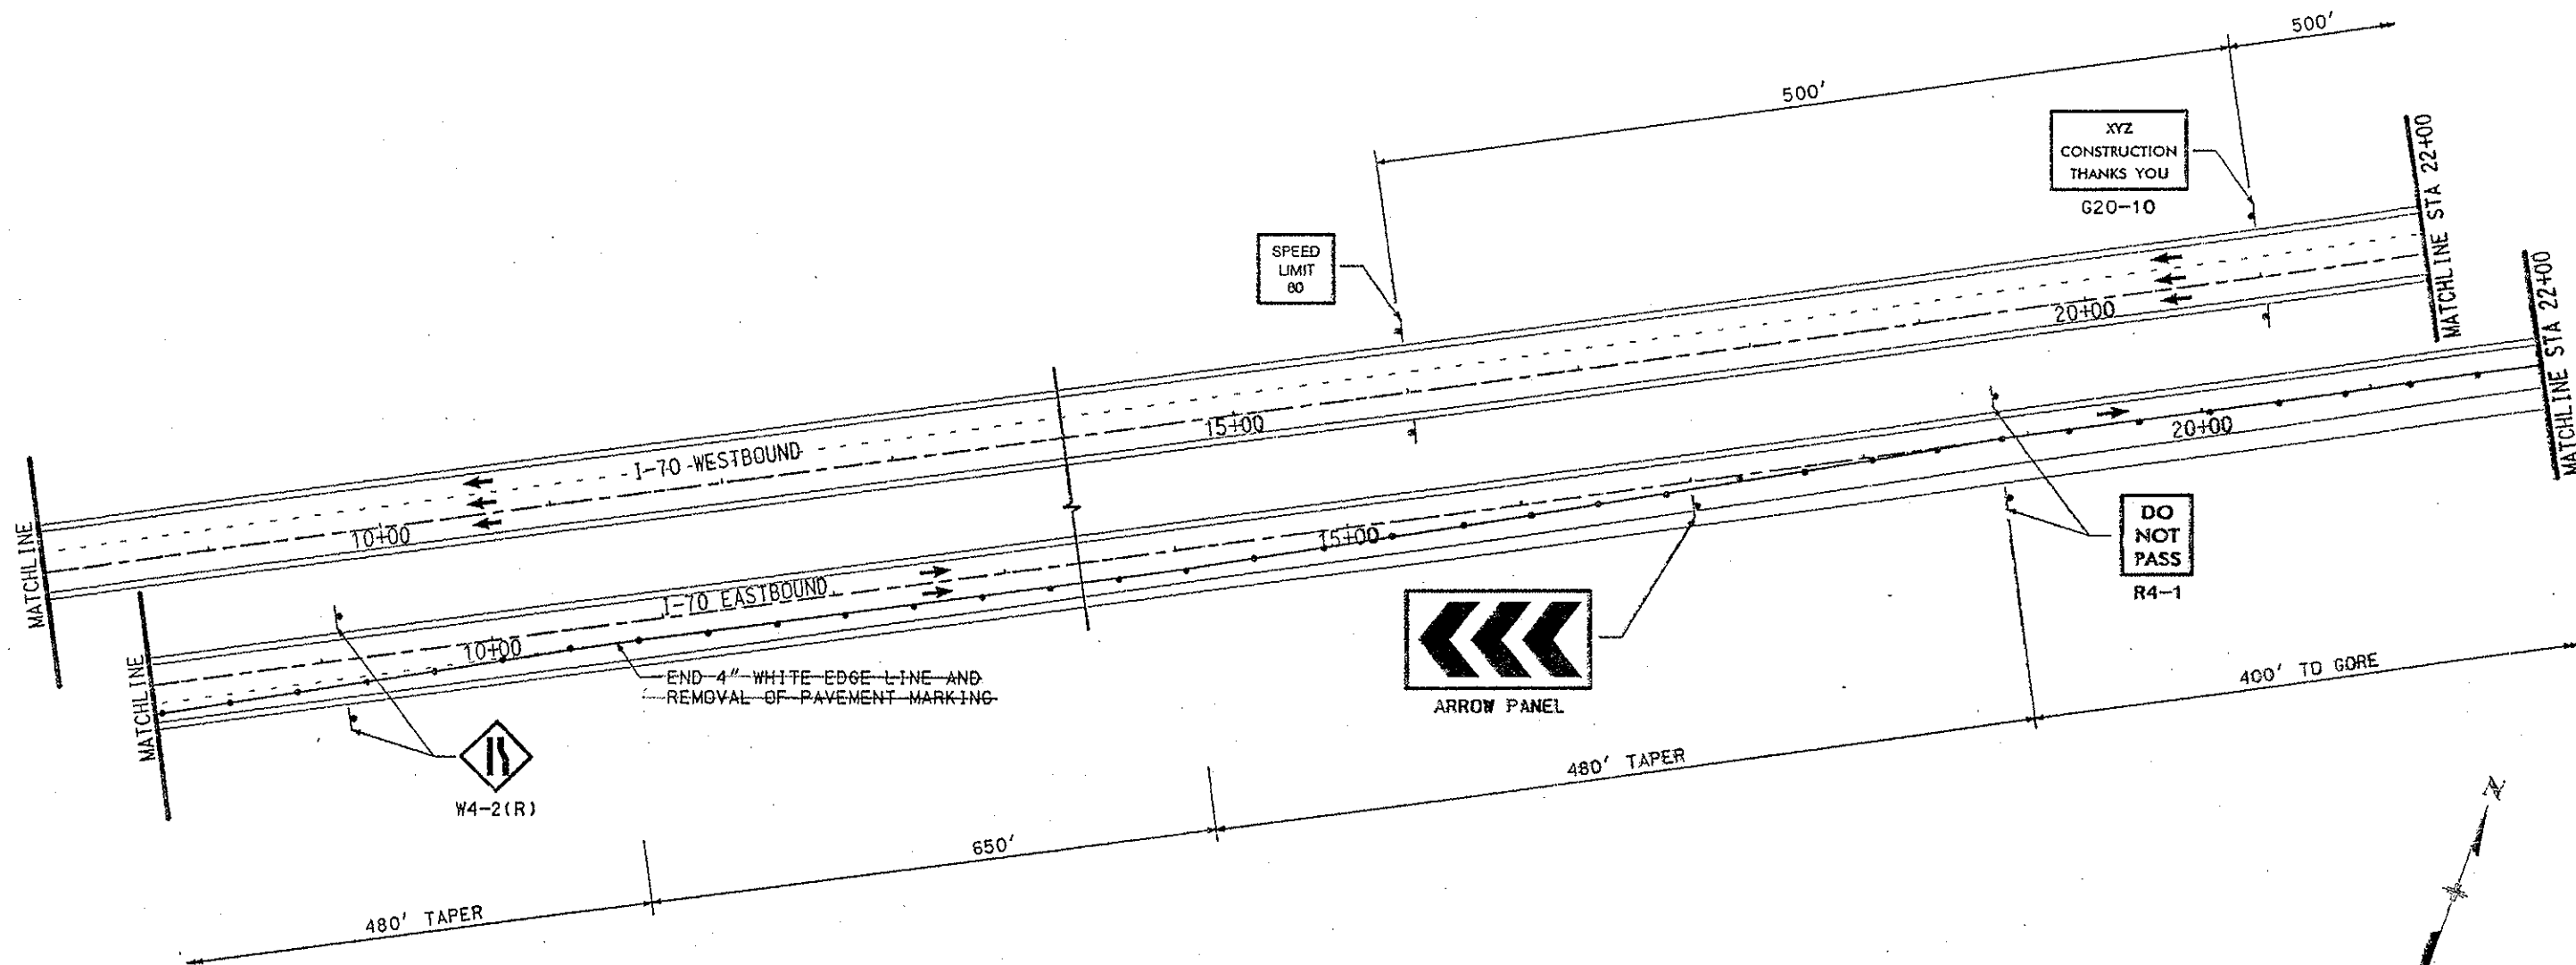 500'
500'
XYZ
CONSTRUCTION
THANKS YOU
G20-10
MATCHLINE STA 22+00
SPEED
LIMIT
60
MATCHLINE STA 22+00
20+00
15+00
I-70 WESTBOUND
10+00
MATCHLINE
20+00
15+00
I-70 EASTBOUND
10+00
MATCHLINE
END 4" WHITE EDGE LINE AND
REMOVAL OF PAVEMENT MARKING
W4-2(R)
ARROW PANEL
DO
NOT
PASS
R4-1
400' TO GORE
480' TAPER
650'
480' TAPER
N